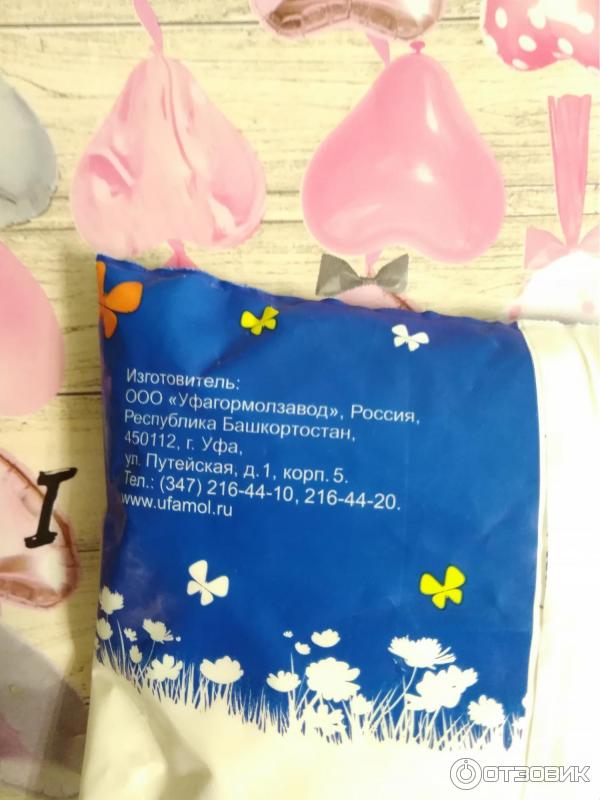 Изготовитель:
ООО «Уфагормолзавод», Россия,
Республика Башкортостан,
450112, г. Уфа,
ул. Путейская, д.1, корп. 5.
Тел.: (347) 216-44-10, 216-44-20.
www.ufamol.ru
I
ОТЗОВИК